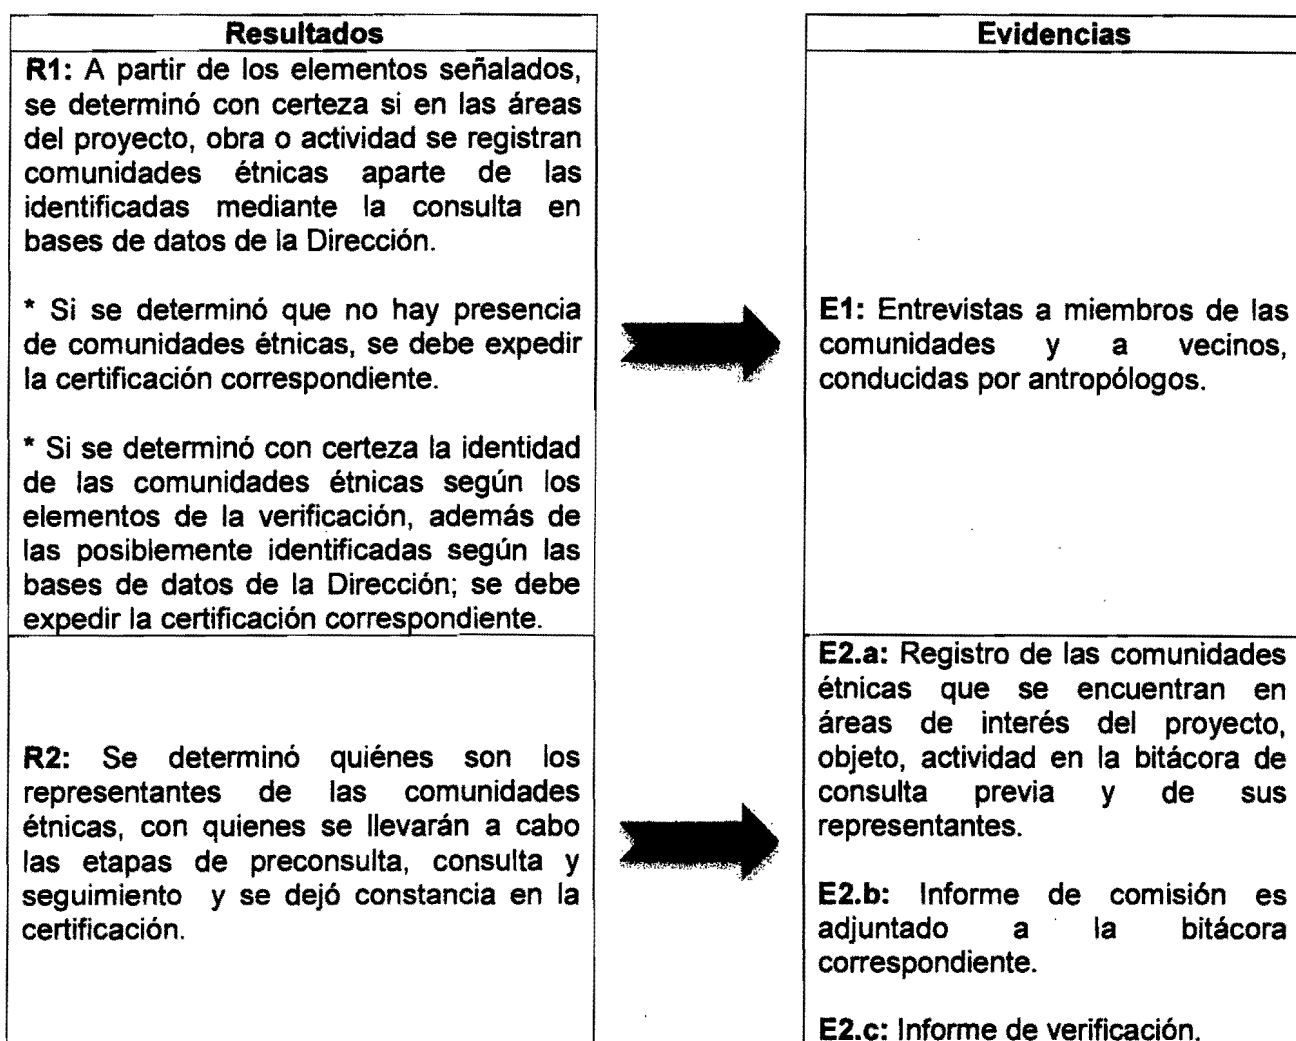 Resultados
R1: A partir de los elementos señalados,
se determinó con certeza si en las áreas
del proyecto, obra o actividad se registran
comunidades étnicas aparte de las
identificadas mediante la consulta en
bases de datos de la Dirección.
* Si se determinó que no hay presencia
de comunidades étnicas, se debe expedir
la certificación correspondiente.
* Si se determinó con certeza la identidad
de las comunidades étnicas según los
elementos de la verificación, además de
las posiblemente identificadas según las
bases de datos de la Dirección; se debe
expedir la certificación correspondiente.
R2: Se determinó quiénes son los
representantes de las comunidades
étnicas, con quienes se llevarán a cabo
las etapas de preconsulta, consulta y
seguimiento y se dejó constancia en la
certificación.
Evidencias
E1: Entrevistas a miembros de las
comunidades y a vecinos,
conducidas por antropólogos.
E2.a: Registro de las comunidades
étnicas que se encuentran en
áreas de interés del proyecto,
objeto, actividad en la bitácora de
consulta previa y de sus
representantes.
E2.b: Informe de comisión es
adjuntado a la bitácora
correspondiente.
E2.c: Informe de verificación.